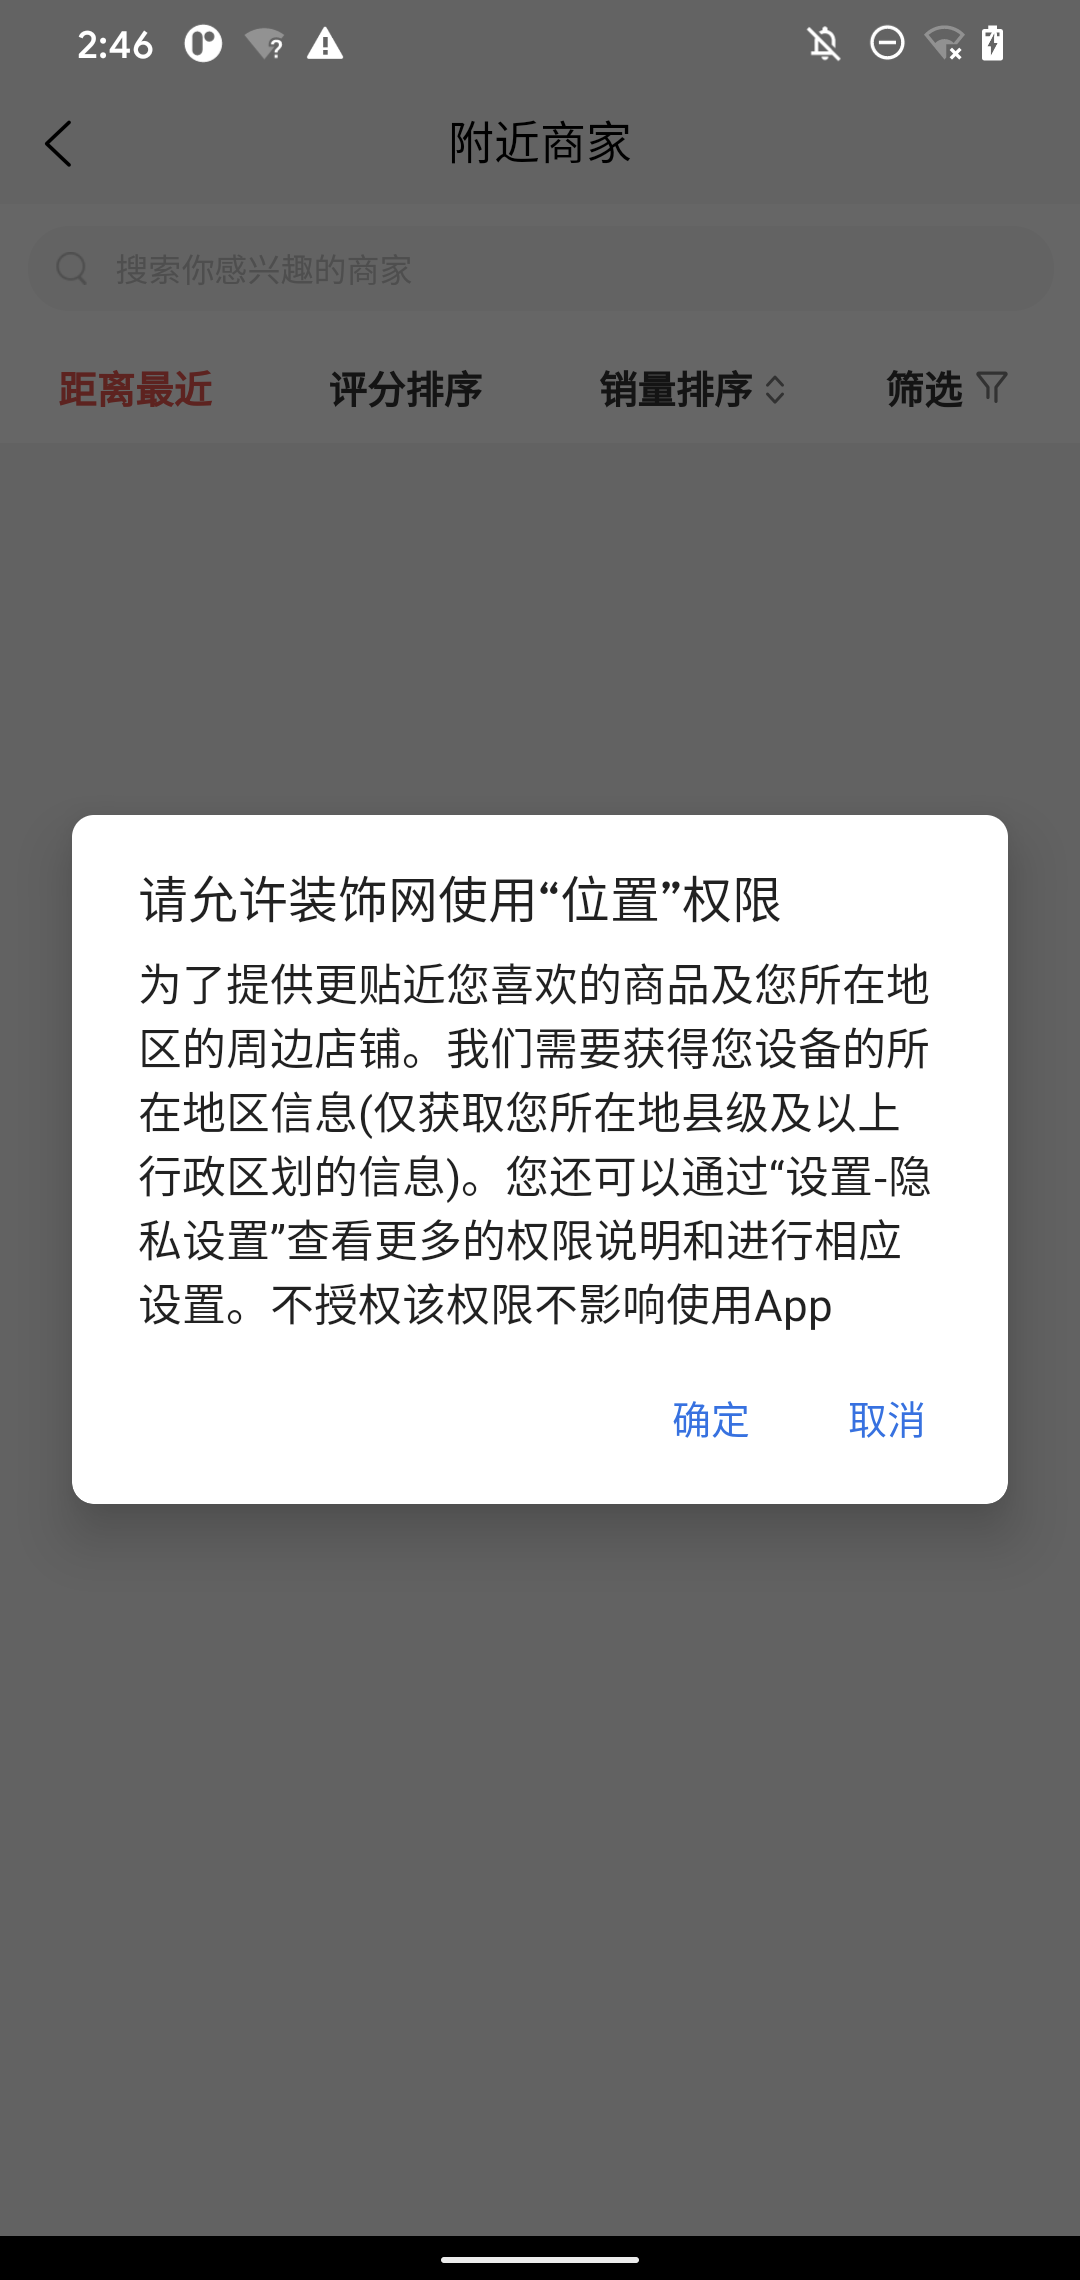 2:46
附近商家
搜索你感兴趣的商家
距离最近 评分排序 销量排序 筛选
请允许装饰网使用“位置”权限
为了提供更贴近您喜欢的商品及您所在地
区的周边店铺。我们需要获得您设备的所
在地区信息(仅获取您所在地县级及以上
行政区划的信息)。您还可以通过“设置-隐
私设置”查看更多的权限说明和进行相应
设置。不授权该权限不影响使用App
确定 取消